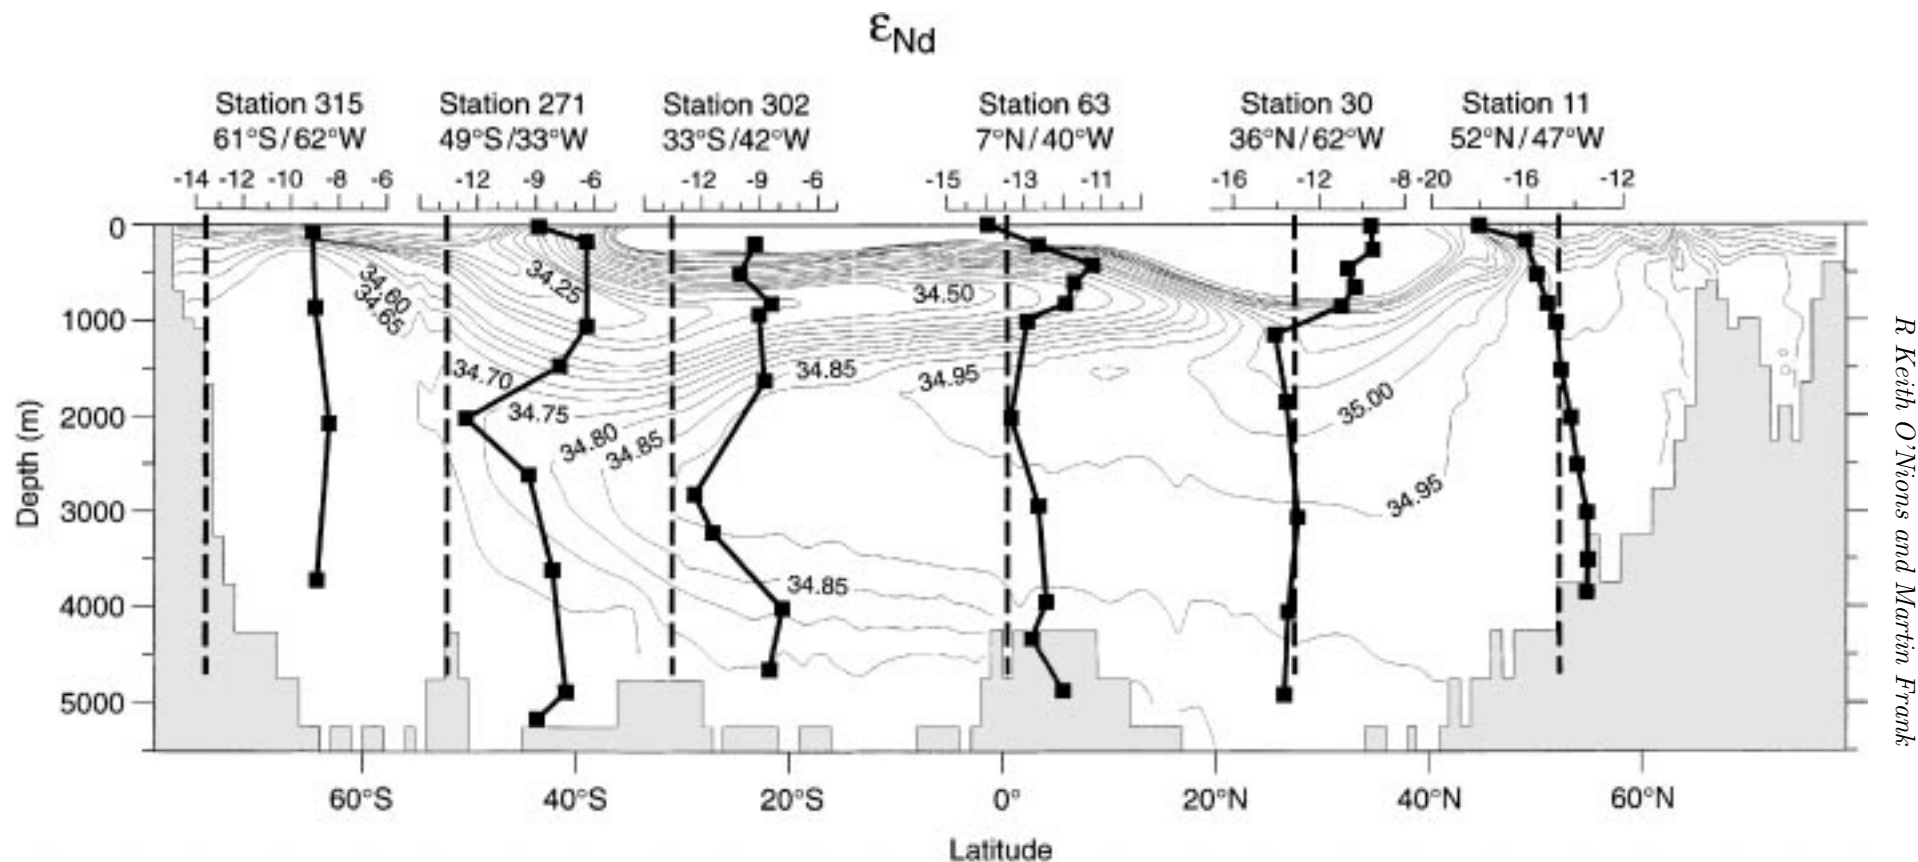 εNd
Station 315 Station 271 Station 302 Station 63 Station 30 Station 11
61°S/62°W 49°S/33°W 33°S/42°W 7°N/40°W 36°N/62°W 52°N/47°W
-14 -12 -10 -8 -6 -12 -9 -6 -12 -9 -6 -15 -13 -11 -16 -12 -8 -20 -16 -12
0
1000
2000
3000
4000
5000
Depth (m)
34.60
34.65
34.25
34.50
34.70
34.75
34.80
34.85
34.85
34.95
35.00
34.95
34.85
60°S 40°S 20°S 0° 20°N 40°N 60°N
Latitude
R Keith O'Nions and Martin Frank